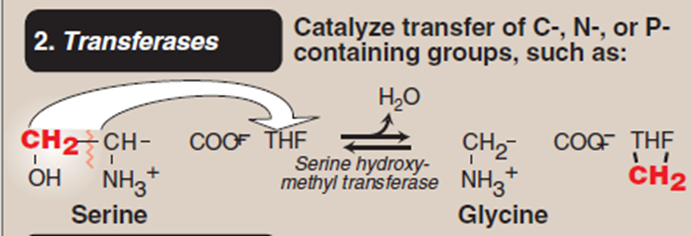 2. Transferases
Catalyze transfer of C-, N-, or P-
containing groups, such as:
H2O
CH2 CH- COO- THF
CH2- COO- THF
OH NH3+
Serine hydroxy-
methyl transferase
NH3+
CH2
Serine
Glycine